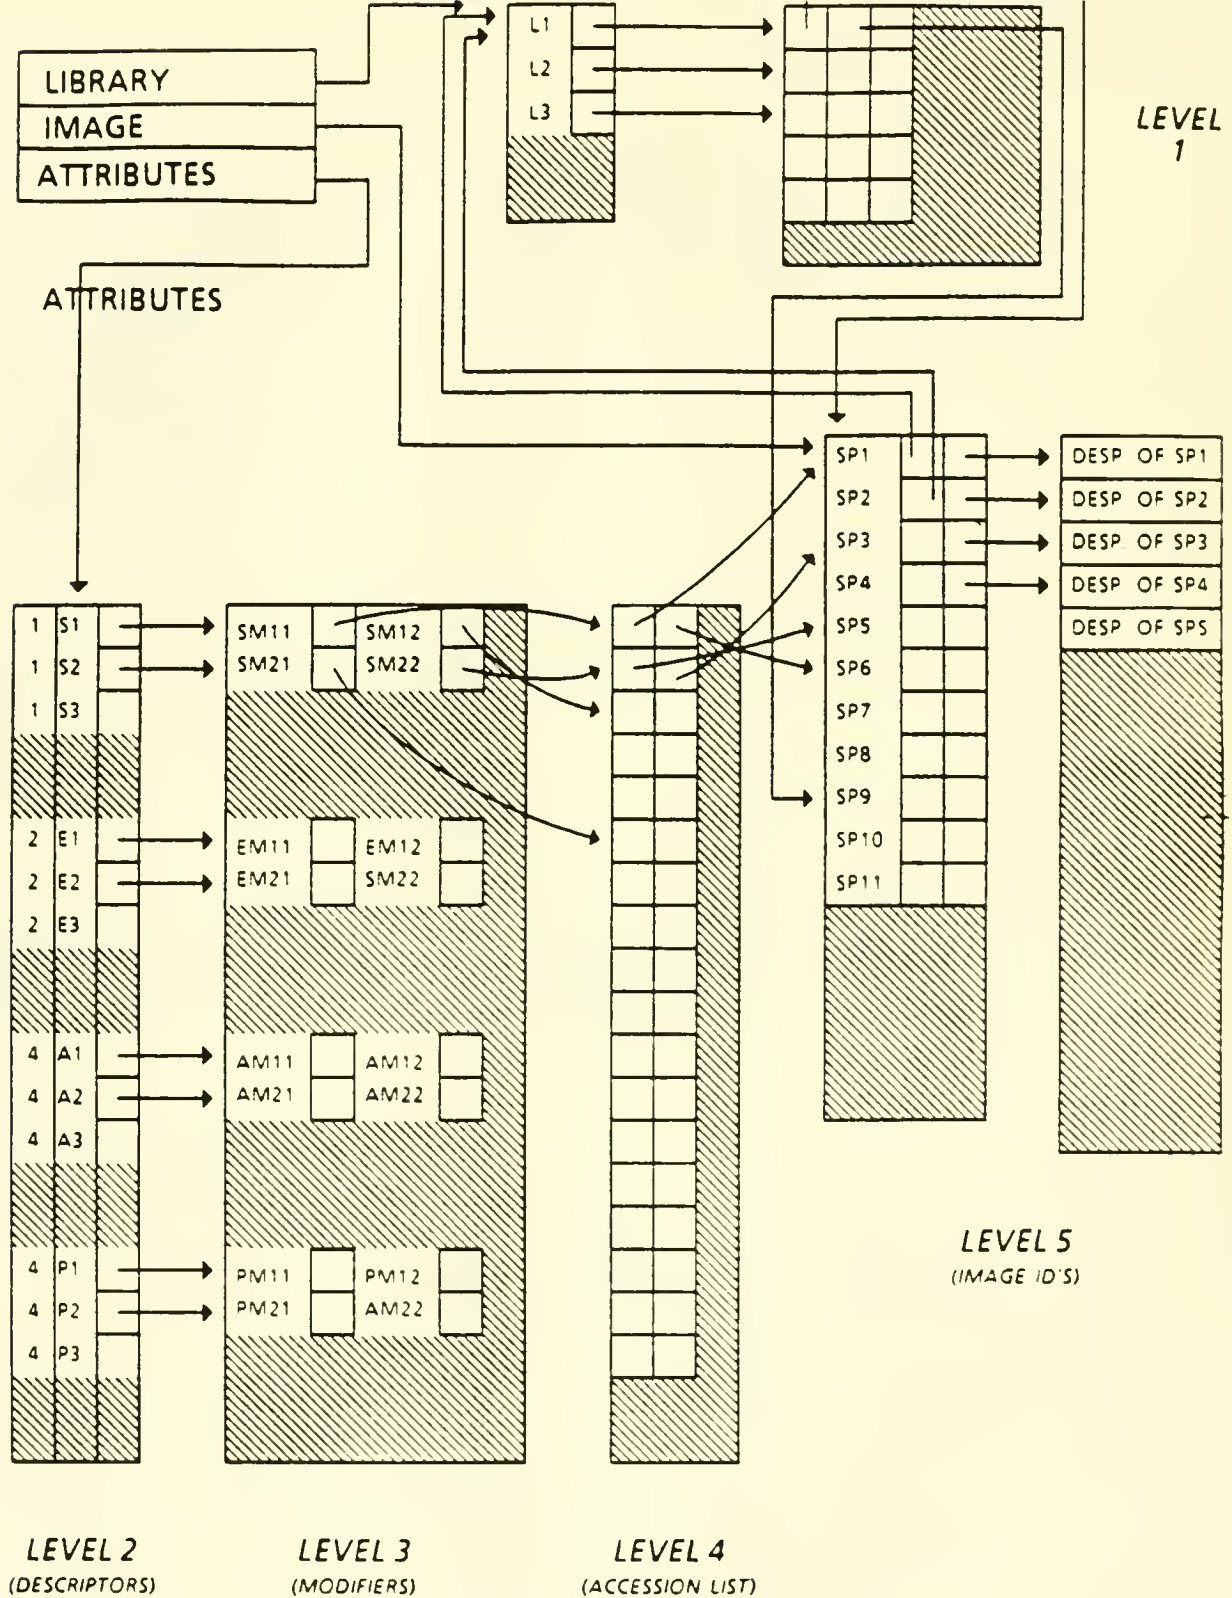 LIBRARY
IMAGE
ATTRIBUTES
L1
L2
L3
LEVEL
1
ATTRIBUTES
SP1
SP2
SP3
SP4
SP5
SP6
SP7
SP8
SP9
SP10
SP11
DESP OF SP1
DESP OF SP2
DESP OF SP3
DESP OF SP4
DESP OF SP5
1 S1
1 S2
1 S3
2 E1
2 E2
2 E3
4 A1
4 A2
4 A3
4 P1
4 P2
4 P3
SM11 SM12
SM21 SM22
EM11 EM12
EM21 SM22
AM11 AM12
AM21 AM22
PM11 PM12
PM21 AM22
LEVEL 5
(IMAGE ID'S)
LEVEL 2
(DESCRIPTORS)
LEVEL 3
(MODIFIERS)
LEVEL 4
(ACCESSION LIST)